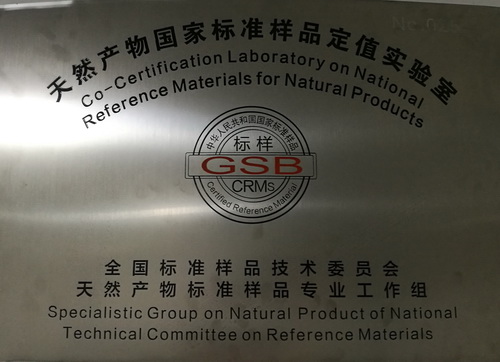 天然产物国家标准样品定值实验室
Co-Certification Laboratory on National
Reference Materials for Natural Products
中华人民共和国国家标准样品
标样
GSB
CRMs
Certified Reference Material
全国标准样品技术委员会
天然产物标准样品专业工作组
Specialistic Group on Natural Product of National
Technical Committee on Reference Materials